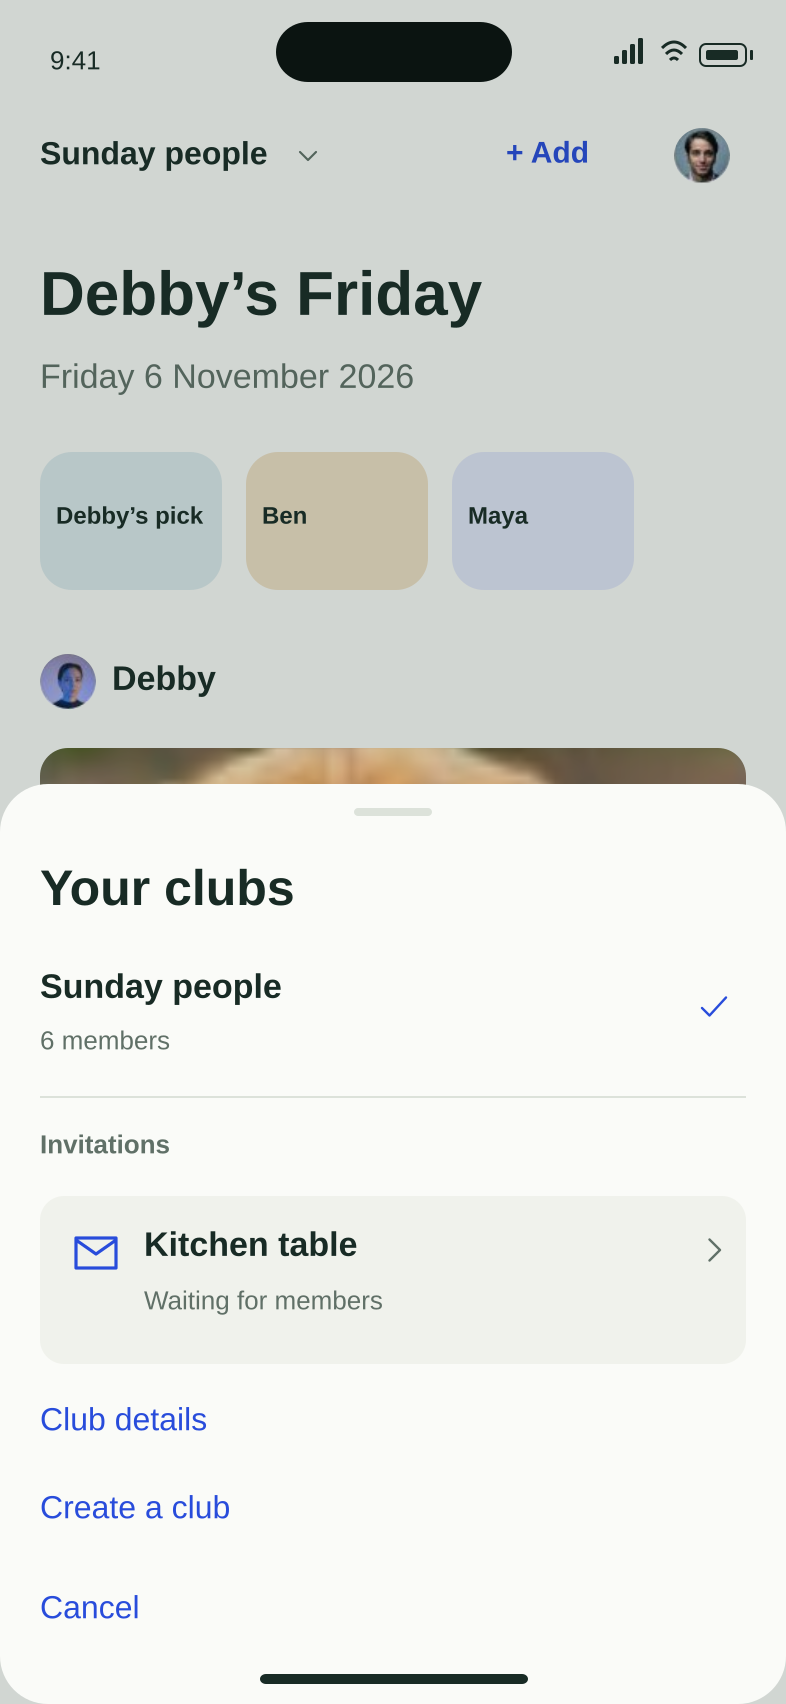 9:41
Sunday people
+ Add
Debby’s Friday
Friday 6 November 2026
Debby’s pick
Ben
Maya
Debby
Your clubs
Sunday people
6 members
Invitations
Kitchen table
Waiting for members
Club details
Create a club
Cancel